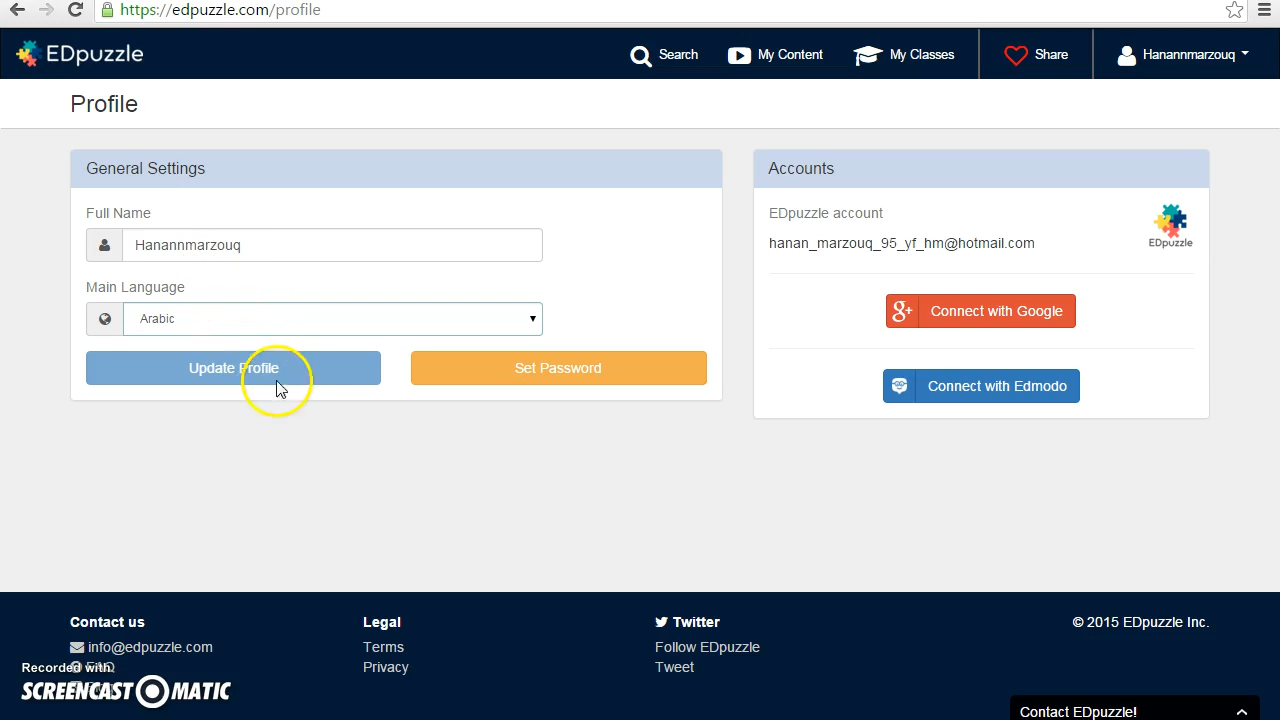 https://edpuzzle.com/profile
EDpuzzle
Search
My Content
My Classes
Share
Hanannmarzouq
Profile
General Settings
Full Name
Hanannmarzouq
Main Language
Arabic
Update Profile
Set Password
Accounts
EDpuzzle account
hanan_marzouq_95_yf_hm@hotmail.com
EDpuzzle
g+ Connect with Google
Connect with Edmodo
Contact us
info@edpuzzle.com
FAQ
Legal
Terms
Privacy
Twitter
Follow EDpuzzle
Tweet
© 2015 EDpuzzle Inc.
Recorded with
SCREENCAST-O-MATIC
Contact EDpuzzle!